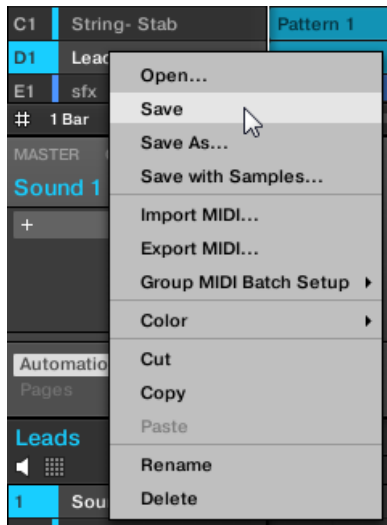 C1 String- Stab Pattern 1
D1 Lead
Open...
E1 sfx
Save
# 1 Bar
Save As...
MASTER
Save with Samples...
Sound 1
Import MIDI...
+
Export MIDI...
Group MIDI Batch Setup
Color
Cut
Automatio
Copy
Pages
Paste
Leads
Rename
Delete
1 Sou